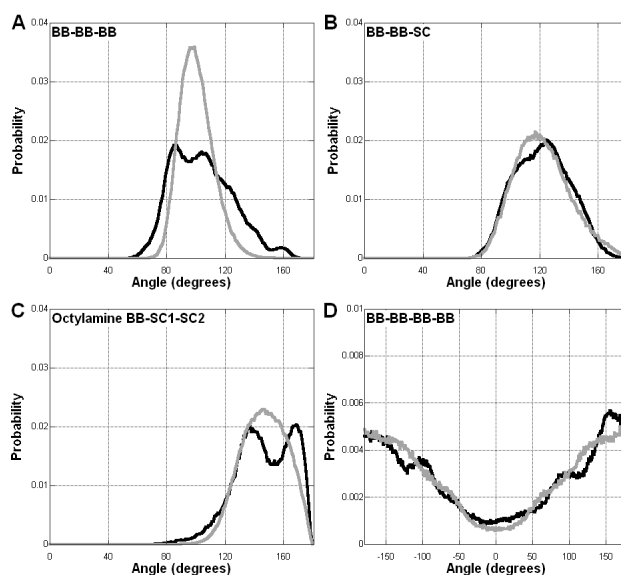 A
BB-BB-BB
0.04
0.03
0.02
0.01
0
0 40 80 120 160
Probability
Angle (degrees)
B
BB-BB-SC
0.04
0.03
0.02
0.01
0
0 40 80 120 160
Probability
Angle (degrees)
C
Octylamine BB-SC1-SC2
0.04
0.03
0.02
0.01
0
0 40 80 120 160
Probability
Angle (degrees)
D
BB-BB-BB-BB
0.01
0.008
0.006
0.004
0.002
0
-150 -100 -50 0 50 100 150
Probability
Angle (degrees)